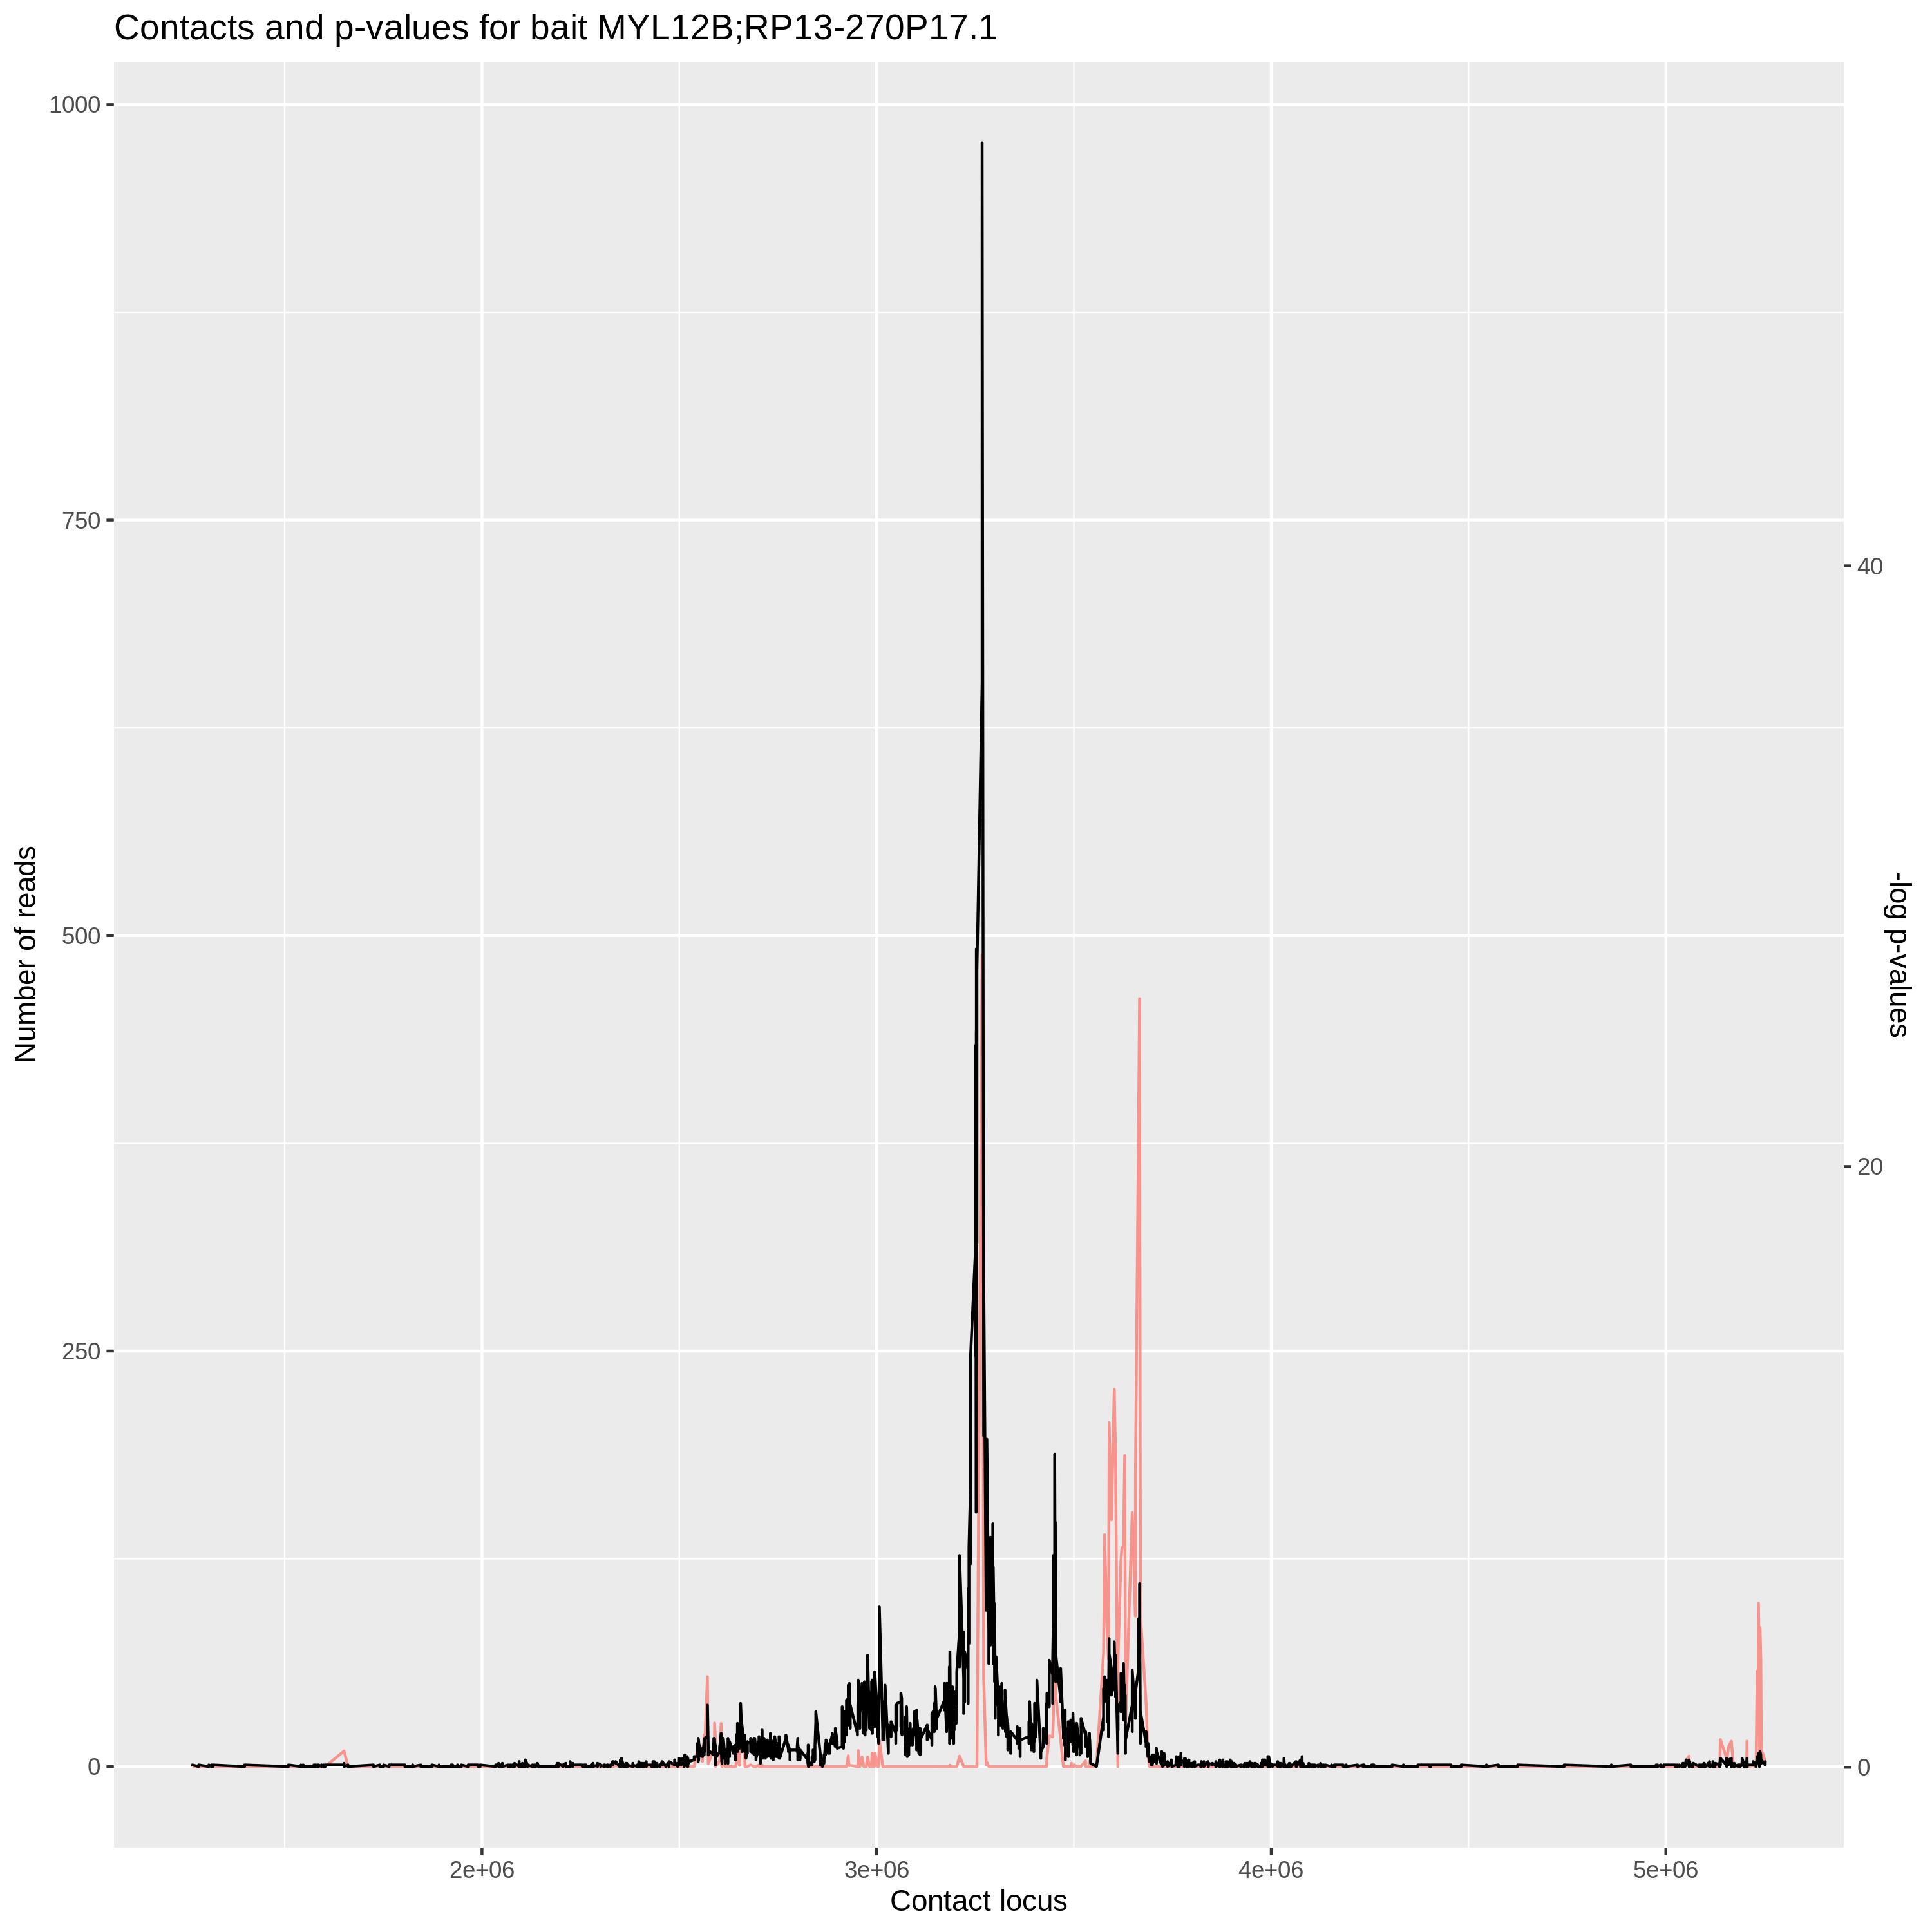 Contacts and p-values for bait MYL12B;RP13-270P17.1
1000
750
500
250
0
Number of reads
40
20
0
-log p-values
2e+06
3e+06
4e+06
5e+06
Contact locus